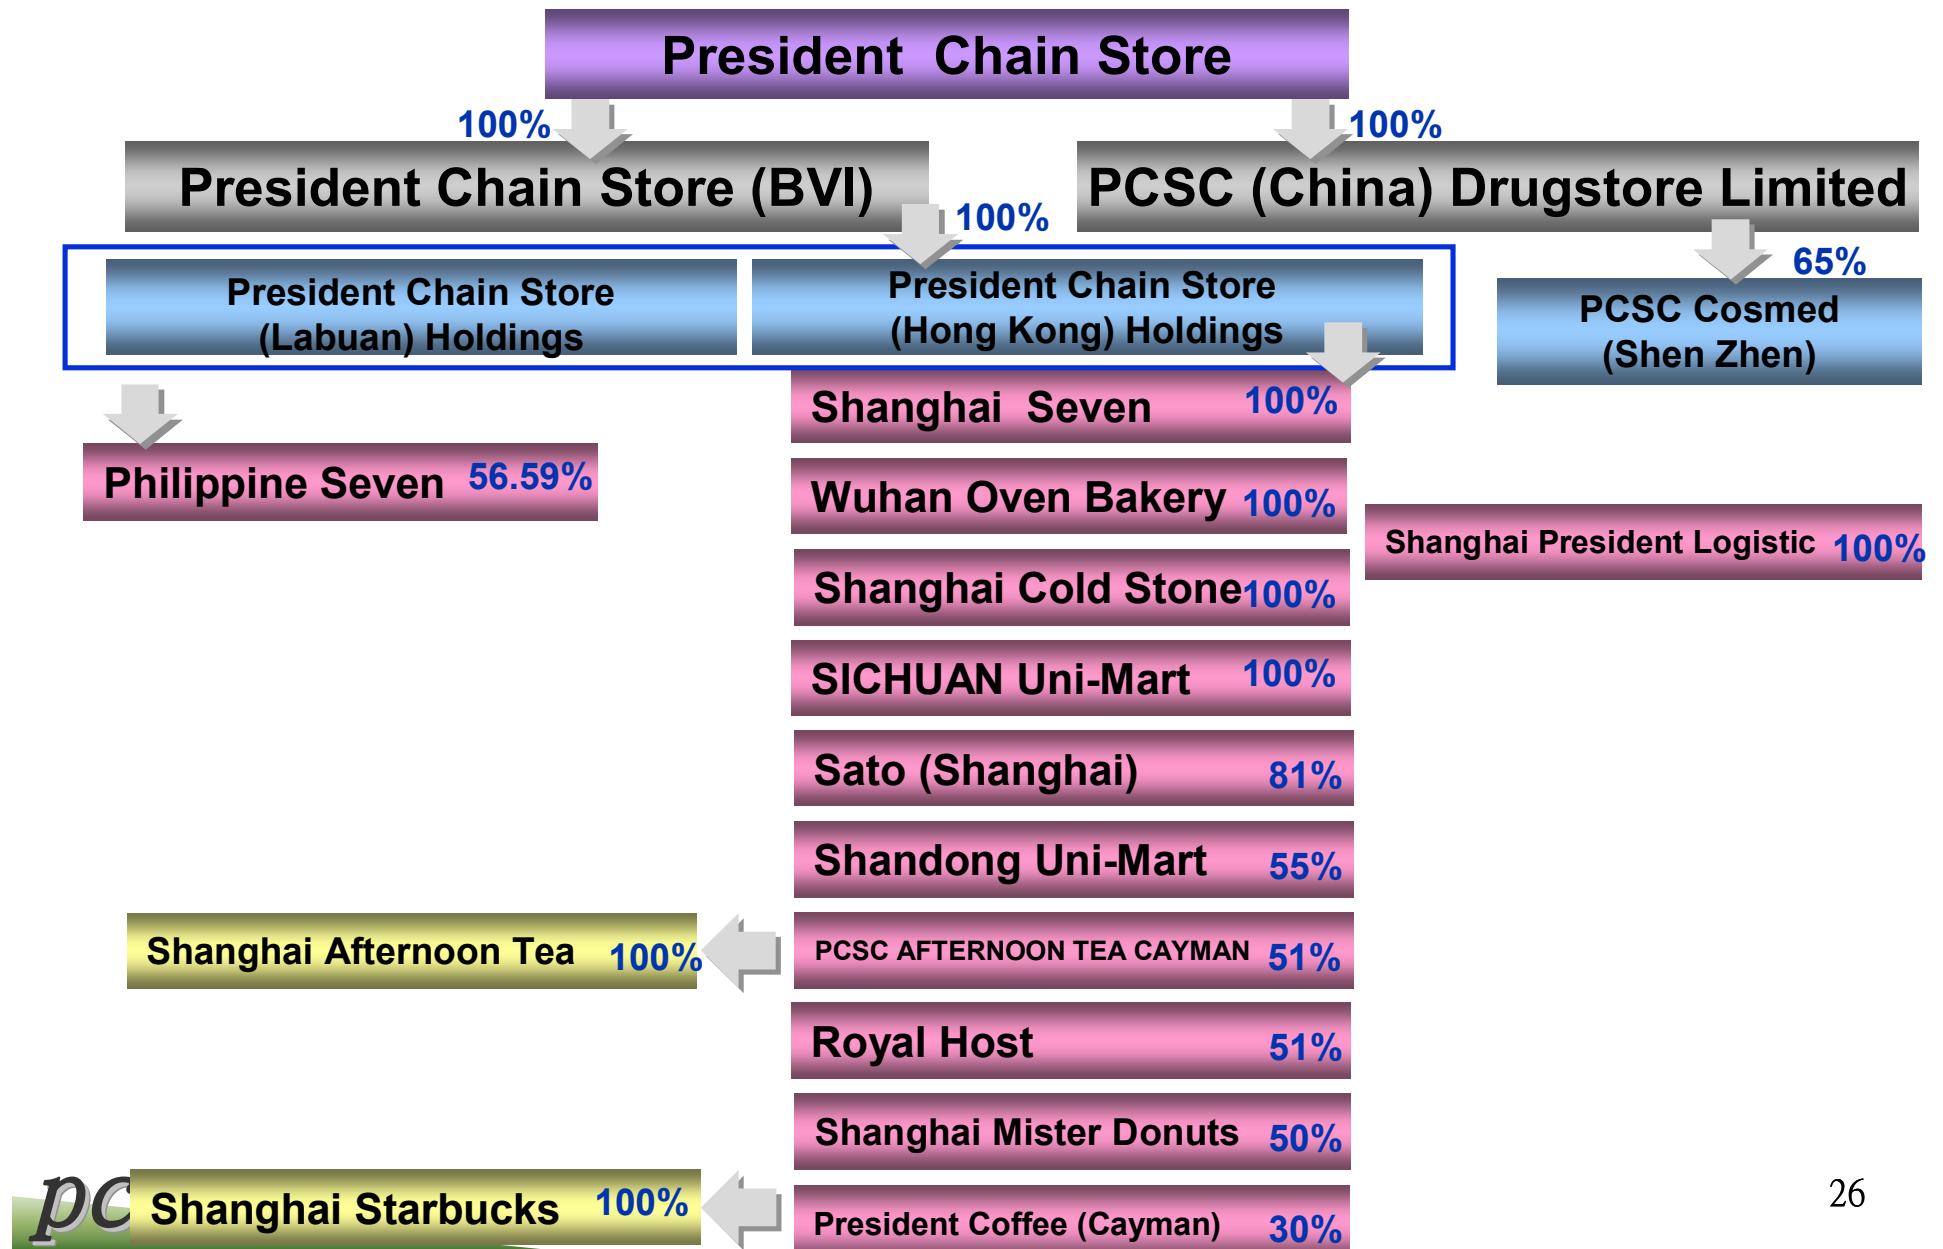 President Chain Store
100%
100%
President Chain Store (BVI)
PCSC (China) Drugstore Limited
100%
65%
President Chain Store
(Labuan) Holdings
President Chain Store
(Hong Kong) Holdings
PCSC Cosmed
(Shen Zhen)
Shanghai Seven 100%
Philippine Seven 56.59%
Wuhan Oven Bakery 100%
Shanghai President Logistic 100%
Shanghai Cold Stone 100%
SICHUAN Uni-Mart 100%
Sato (Shanghai) 81%
Shandong Uni-Mart 55%
Shanghai Afternoon Tea 100%
PCSC AFTERNOON TEA CAYMAN 51%
Royal Host 51%
Shanghai Mister Donuts 50%
pc
Shanghai Starbucks 100%
President Coffee (Cayman) 30%
26